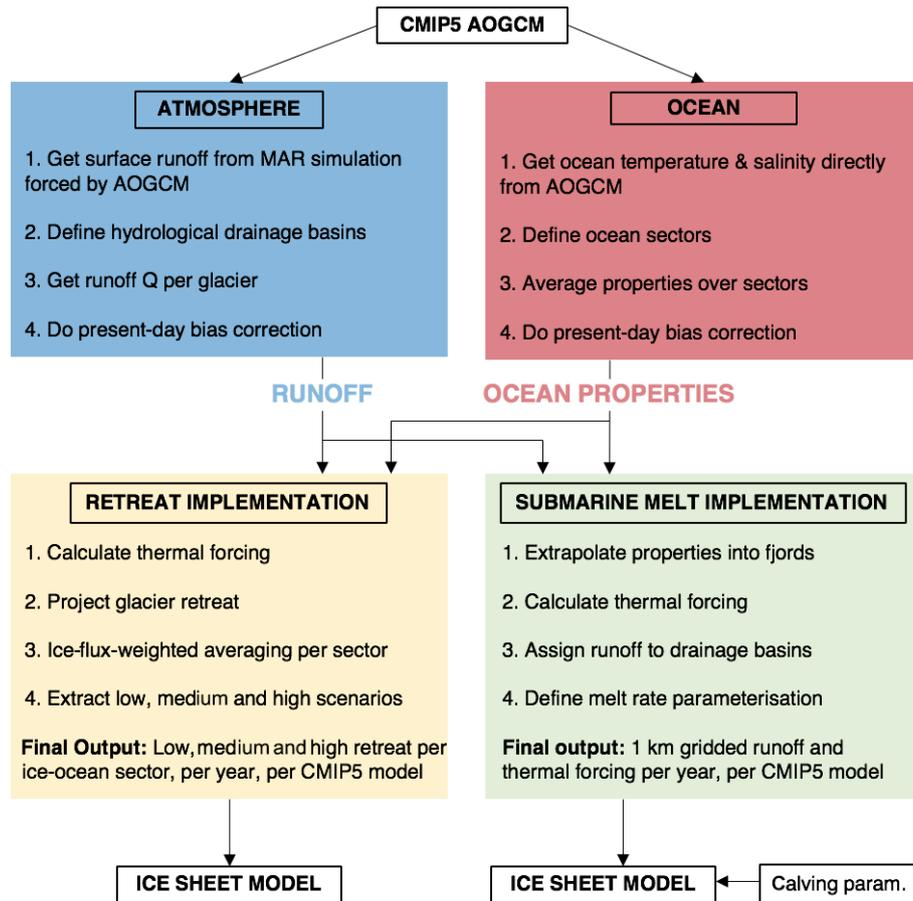 CMIP5 AOGCM
ATMOSPHERE
1. Get surface runoff from MAR simulation
forced by AOGCM
2. Define hydrological drainage basins
3. Get runoff Q per glacier
4. Do present-day bias correction
OCEAN
1. Get ocean temperature & salinity directly
from AOGCM
2. Define ocean sectors
3. Average properties over sectors
4. Do present-day bias correction
RUNOFF
OCEAN PROPERTIES
RETREAT IMPLEMENTATION
1. Calculate thermal forcing
2. Project glacier retreat
3. Ice-flux-weighted averaging per sector
4. Extract low, medium and high scenarios
Final Output: Low, medium and high retreat per
ice-ocean sector, per year, per CMIP5 model
SUBMARINE MELT IMPLEMENTATION
1. Extrapolate properties into fjords
2. Calculate thermal forcing
3. Assign runoff to drainage basins
4. Define melt rate parameterisation
Final output: 1 km gridded runoff and
thermal forcing per year, per CMIP5 model
ICE SHEET MODEL
ICE SHEET MODEL
Calving param.